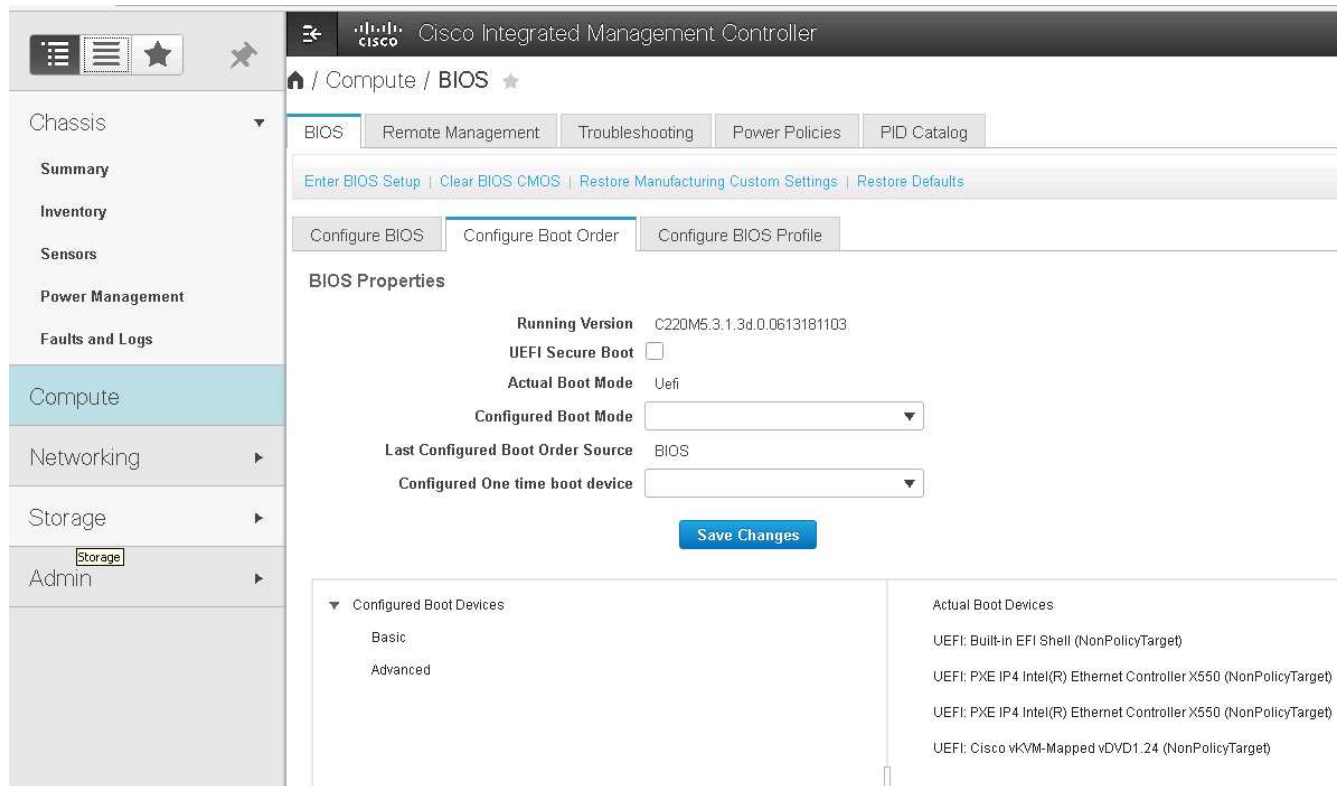 cisco Cisco Integrated Management Controller
/ Compute / BIOS
Chassis
Summary
Inventory
Sensors
Power Management
Faults and Logs
Compute
Networking
Storage
Storage
Admin
BIOS Remote Management Troubleshooting Power Policies PID Catalog
Enter BIOS Setup | Clear BIOS CMOS | Restore Manufacturing Custom Settings | Restore Defaults
Configure BIOS Configure Boot Order Configure BIOS Profile
BIOS Properties
Running Version C220M5.3.1.3d.0.0613181103
UEFI Secure Boot
Actual Boot Mode Uefi
Configured Boot Mode
Last Configured Boot Order Source BIOS
Configured One time boot device
Save Changes
Configured Boot Devices
Basic
Advanced
Actual Boot Devices
UEFI: Built-in EFI Shell (NonPolicyTarget)
UEFI: PXE IP4 Intel(R) Ethernet Controller X550 (NonPolicyTarget)
UEFI: PXE IP4 Intel(R) Ethernet Controller X550 (NonPolicyTarget)
UEFI: Cisco vKVM-Mapped vDVD1.24 (NonPolicyTarget)